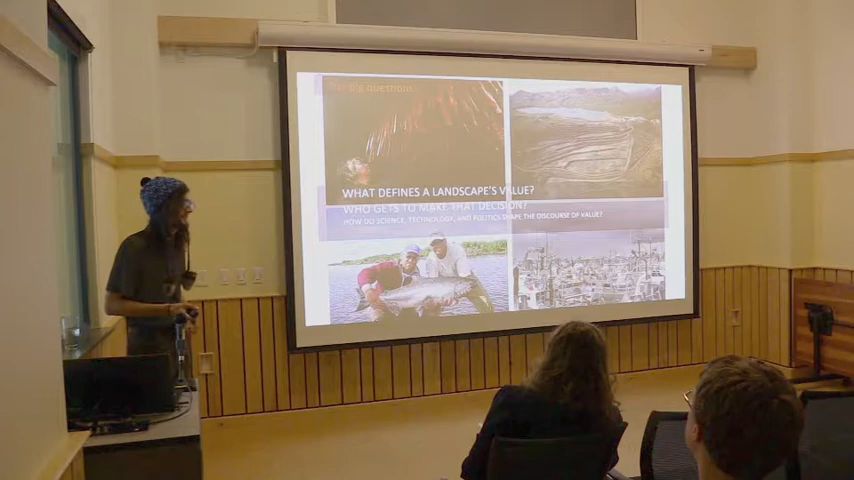 WHAT DEFINES A LANDSCAPE'S VALUE?
WHO GETS TO MAKE THAT DECISION?
HOW DO SCIENCE, TECHNOLOGY, AND POLITICS SHAPE THE DISCOURSE OF VALUE?